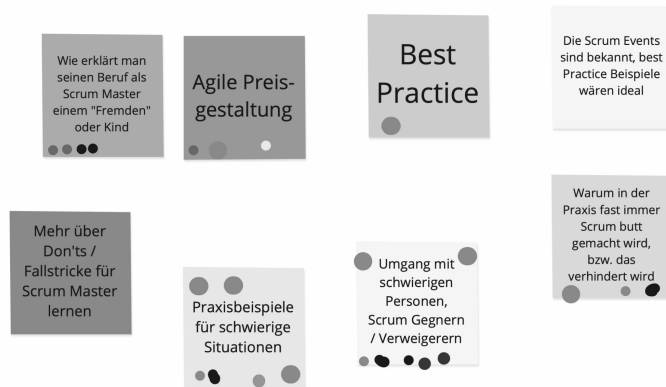 Wie erklärt man
seinen Beruf als
Scrum Master
einem "Fremden"
oder Kind
Agile Preis-
gestaltung
Best
Practice
Die Scrum Events
sind bekannt, best
Practice Beispiele
wären ideal
Mehr über
Don'ts /
Fallstricke für
Scrum Master
lernen
Praxisbeispiele
für schwierige
Situationen
Umgang mit
schwierigen
Personen,
Scrum Gegnern
/ Verweigerern
Warum in der
Praxis fast immer
Scrum butt
gemacht wird,
bzw. das
verhindert wird